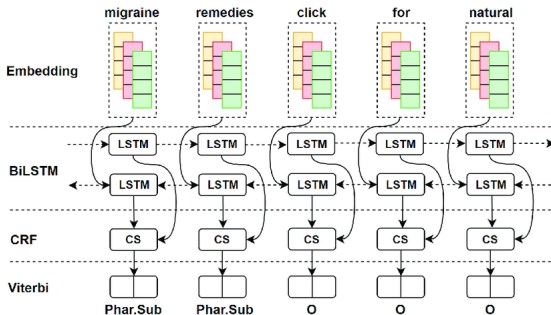 migraine remedies click for natural
Embedding
LSTM LSTM LSTM LSTM LSTM
BiLSTM
LSTM LSTM LSTM LSTM LSTM
CRF CS CS CS CS CS
Viterbi
Phar.Sub Phar.Sub O O O